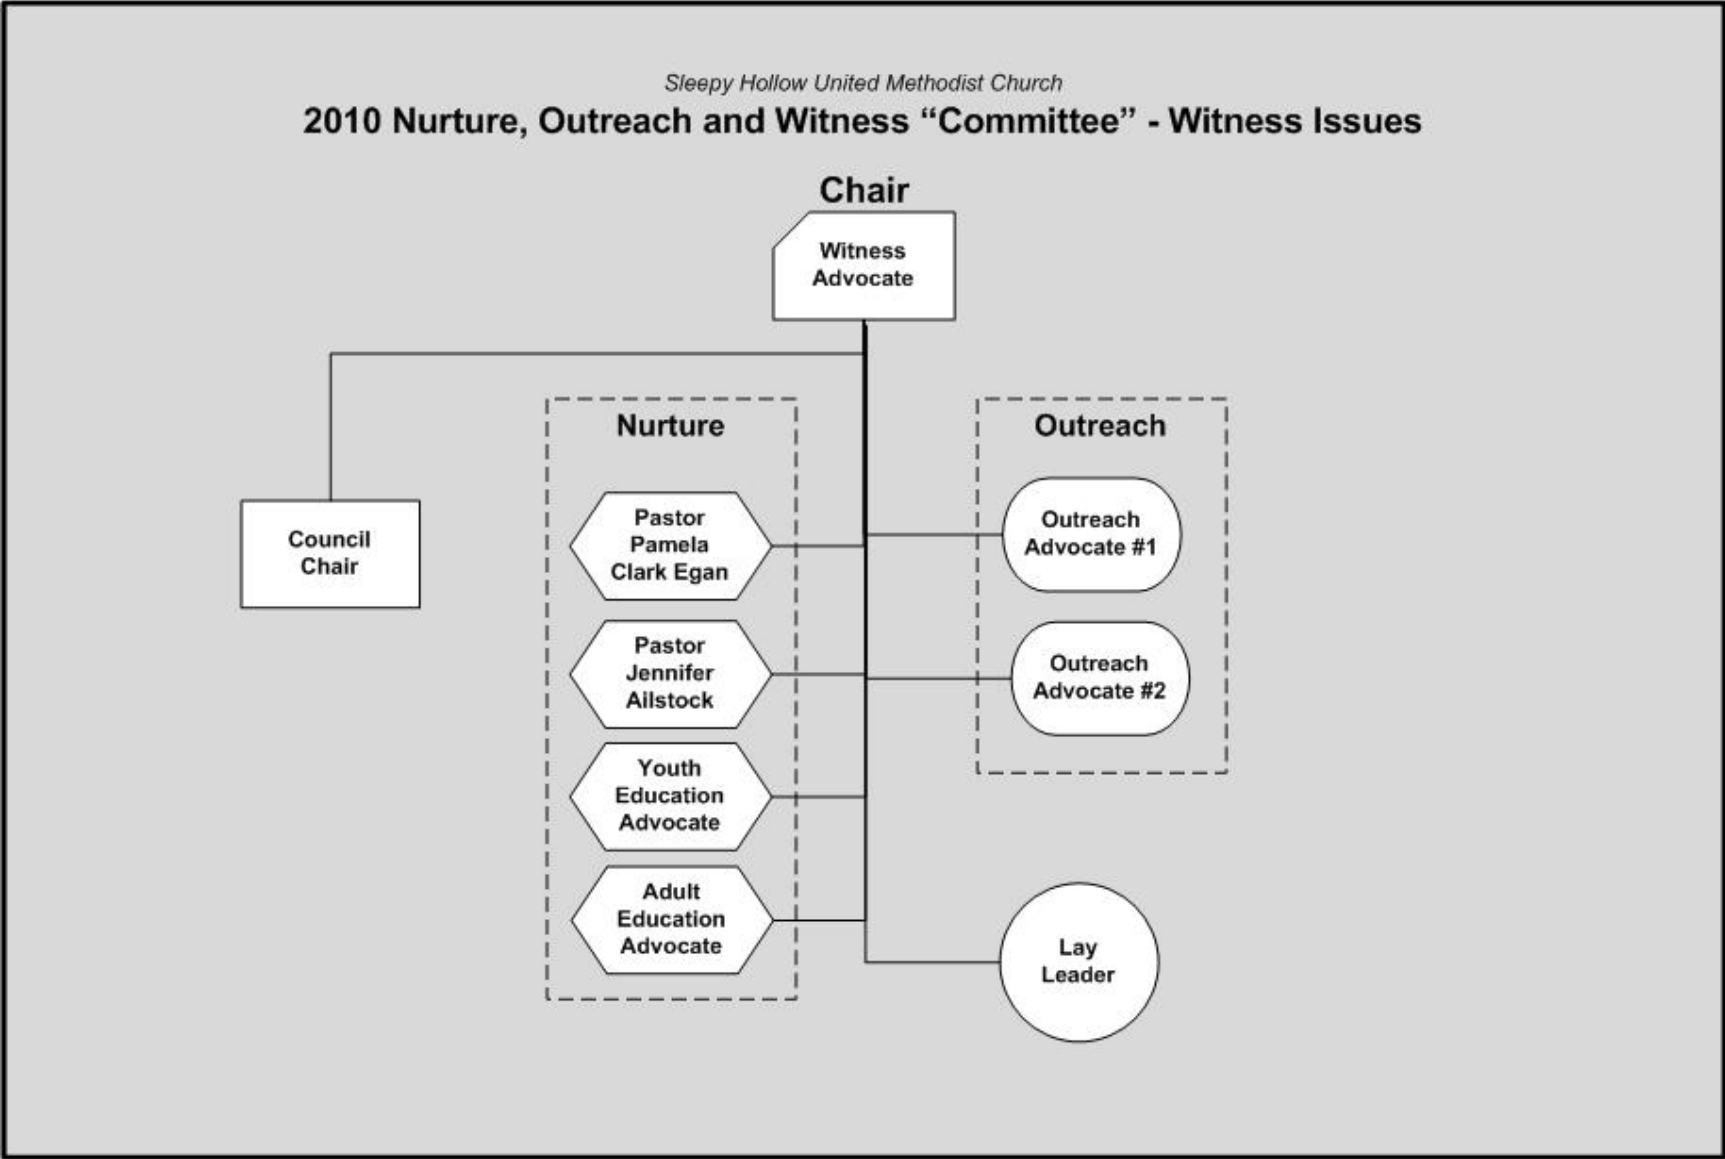 Sleepy Hollow United Methodist Church
2010 Nurture, Outreach and Witness “Committee” - Witness Issues
Chair
Witness
Advocate
Council
Chair
Nurture
Pastor
Pamela
Clark Egan
Pastor
Jennifer
Ailstock
Youth
Education
Advocate
Adult
Education
Advocate
Outreach
Outreach
Advocate #1
Outreach
Advocate #2
Lay
Leader